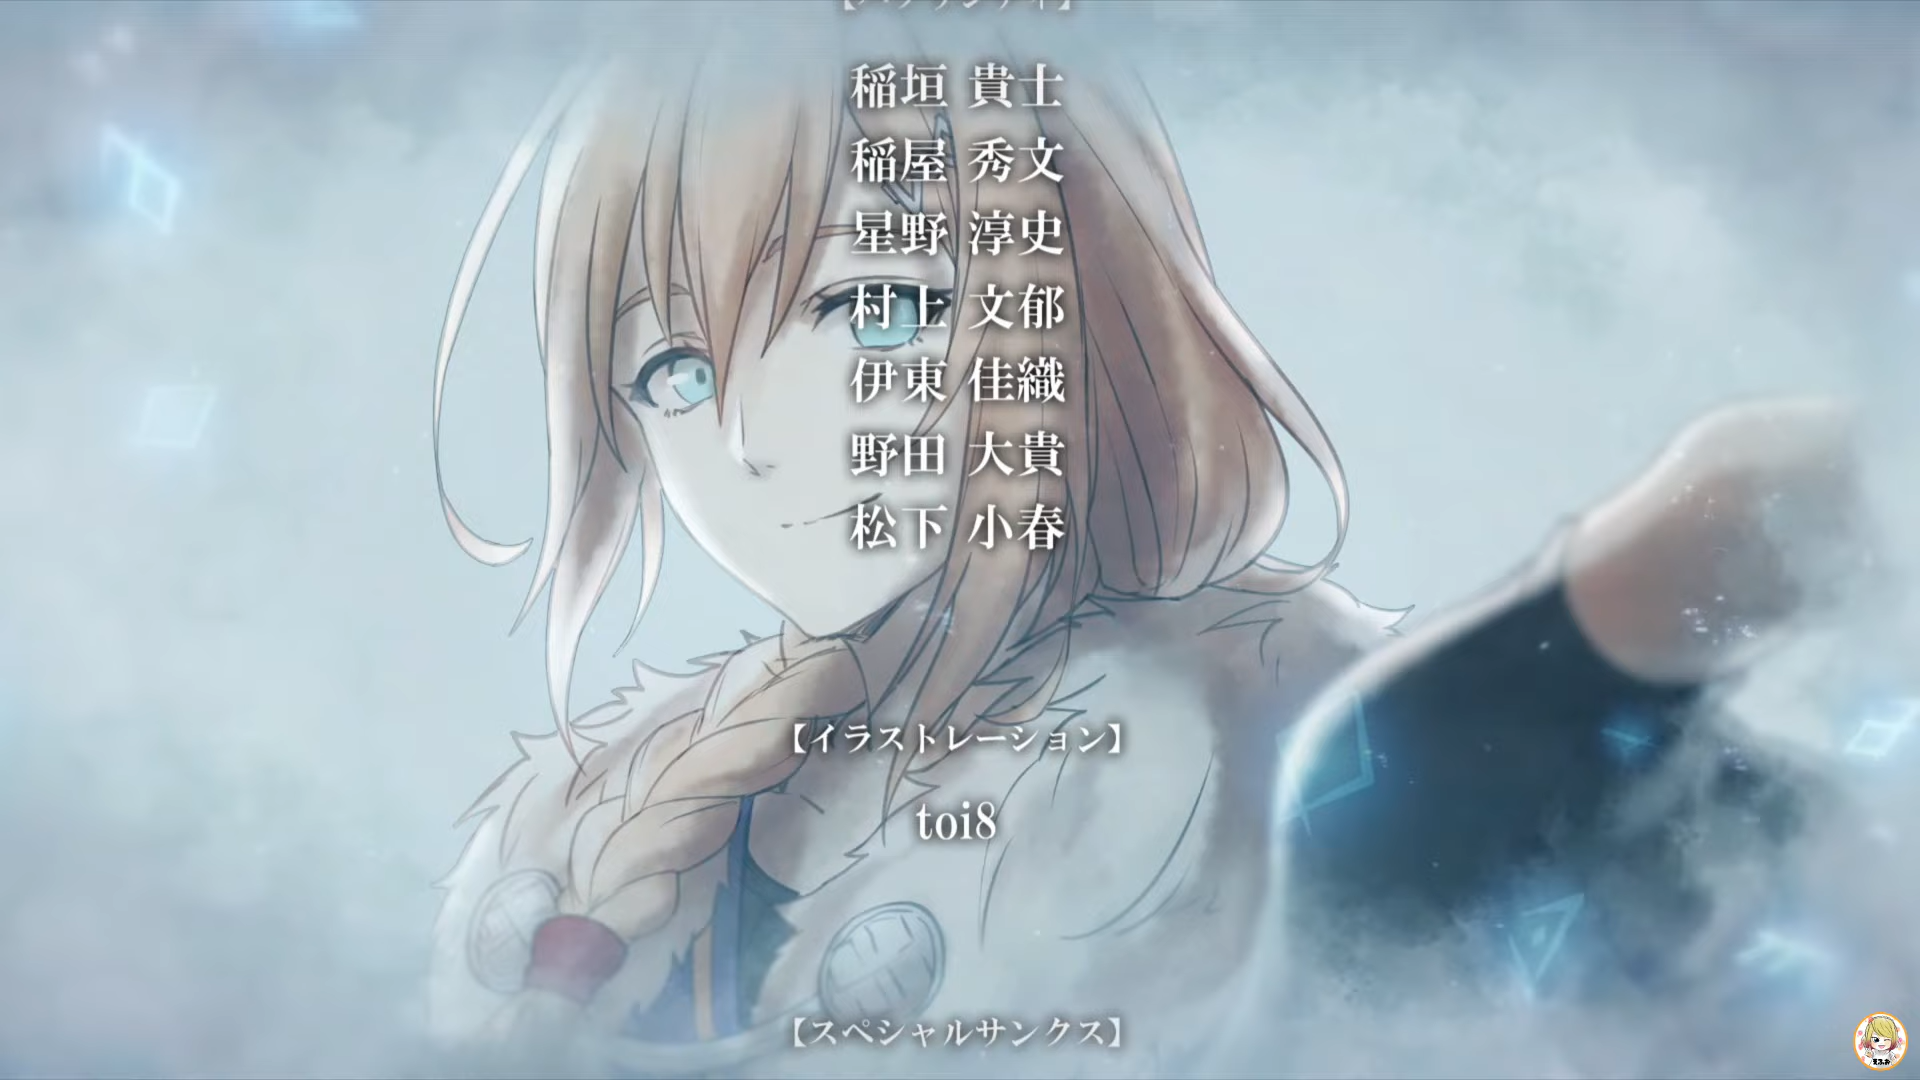 稲垣 貴士
稲屋 秀文
星野 淳史
村上 文郁
伊東 佳織
野田 大貴
松下 小春
【イラストレーション】
toi8
【スペシャルサンクス】